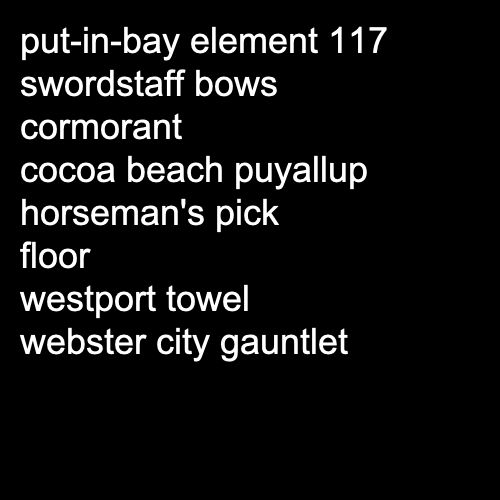 put-in-bay element 117
swordstaff bows
cormorant
cocoa beach puyallup
horseman's pick
floor
westport towel
webster city gauntlet